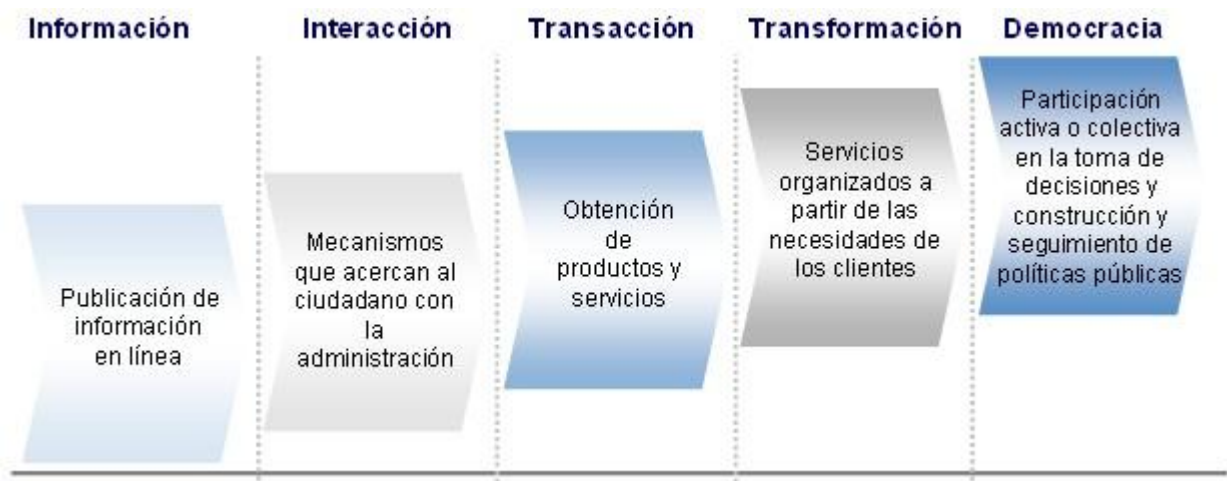 Información
Interacción
Transacción
Transformación
Democracia
Publicación de
información
en línea
Mecanismos
que acercan al
ciudadano con
la
administración
Obtención
de
productos y
servicios
Servicios
organizados a
partir de las
necesidades de
los clientes
Participación
activa o colectiva
en la toma de
decisiones y
construcción y
seguimiento de
políticas públicas